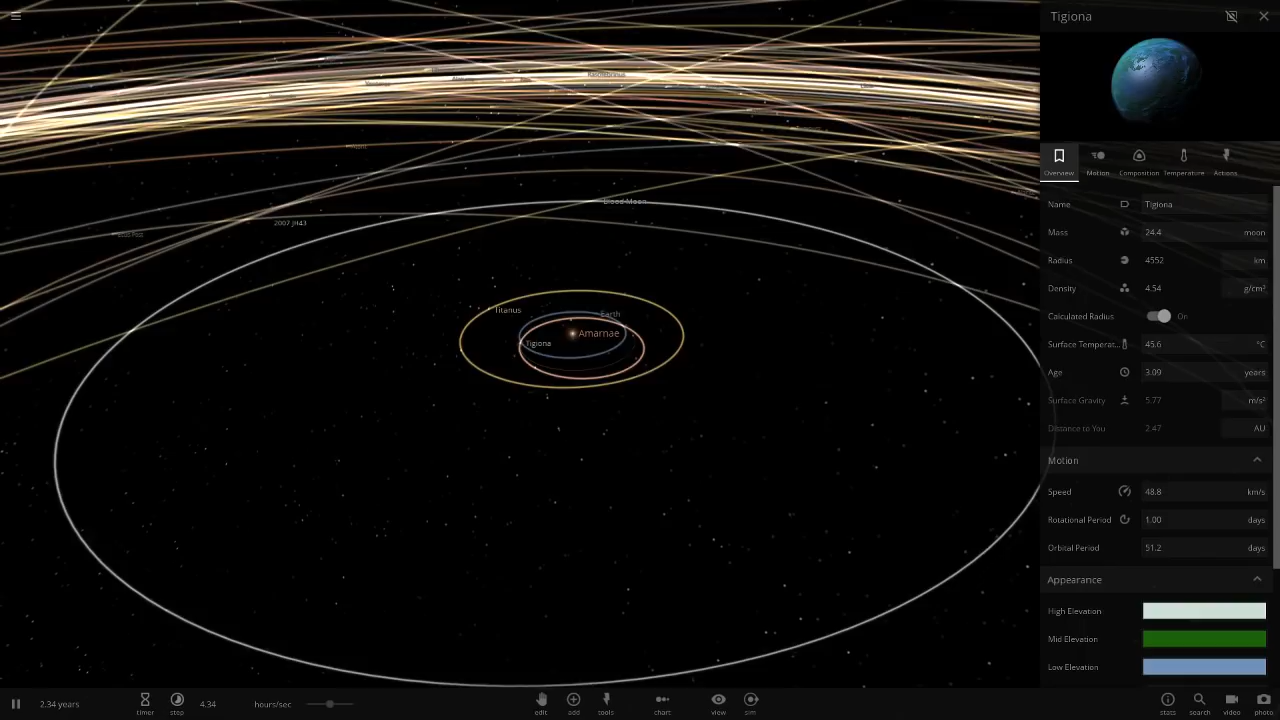 Tigiona
Overview
Motion
Composition
Temperature
Actions
Name
Tigiona
Mass
24.4
moon
Radius
4552
km
Density
4.54
g/cm³
Calculated Radius
On
Surface Temperat...
45.6
°C
Age
3.09
years
Surface Gravity
5.77
m/s²
Distance to You
2.47
AU
Motion
Speed
48.8
km/s
Rotational Period
1.00
days
Orbital Period
51.2
days
Appearance
High Elevation
Mid Elevation
Low Elevation
Blood Moon
2007 JH43
Titanus
Earth
Amarnae
Tigiona
2.34 years
timer
step
4.34
hours/sec
edit
add
tools
chart
view
sim
stats
search
video
photo